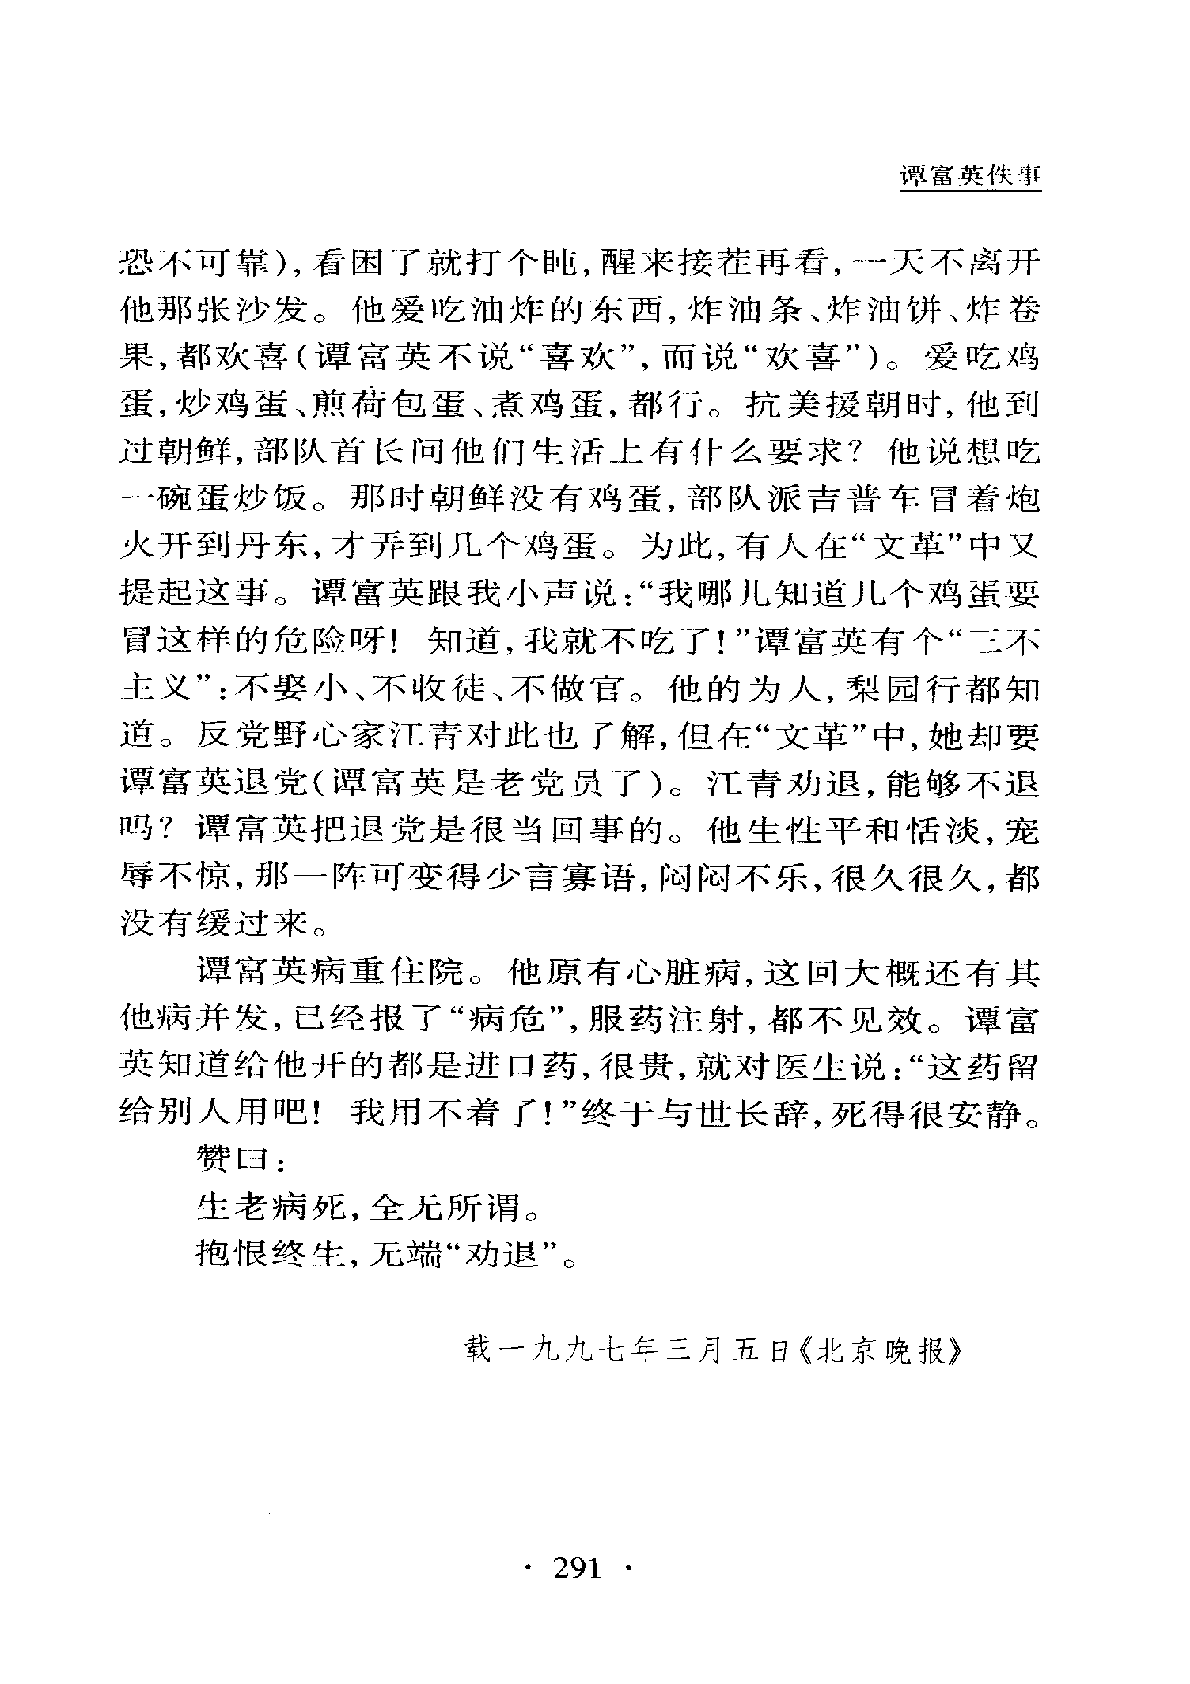 谭富英佚事
恐不可靠),看困了就打个盹,醒来接茬再看,一天不离开
他那张沙发。他爱吃油炸的东西,炸油条、炸油饼、炸卷
果,都欢喜(谭富英不说“喜欢”,而说“欢喜”)。爱吃鸡
蛋,炒鸡蛋、煎荷包蛋、煮鸡蛋,都行。抗美援朝时,他到
过朝鲜,部队首长问他们生活上有什么要求?他说想吃
一碗蛋炒饭。那时朝鲜没有鸡蛋,部队派吉普车冒着炮
火开到丹东,才弄到几个鸡蛋。为此,有人在“文革”中又
提起这事。谭富英跟我小声说:“我哪儿知道几个鸡蛋要
冒这样的危险呀!知道,我就不吃了!”谭富英有个“三不
主义”:不娶小、不收徒、不做官。他的为人,梨园行都知
道。反党野心家江青对此也了解,但在“文革”中,她却要
谭富英退党(谭富英是老党员了)。江青劝退,能够不退
吗?谭富英把退党是很当回事的。他生性平和恬淡,宠
辱不惊,那一阵可变得少言寡语,闷闷不乐,很久很久,都
没有缓过来。
谭富英病重住院。他原有心脏病,这回大概还有其
他病并发,已经报了“病危”,服药注射,都不见效。谭富
英知道给他开的都是进口药,很贵,就对医生说:“这药留
给别人用吧!我用不着了!”终于与世长辞,死得很安静。
赞曰:
生老病死,全无所谓。
抱恨终生,无端“劝退”。
载一九九七年三月五日《北京晚报》
· 291 ·